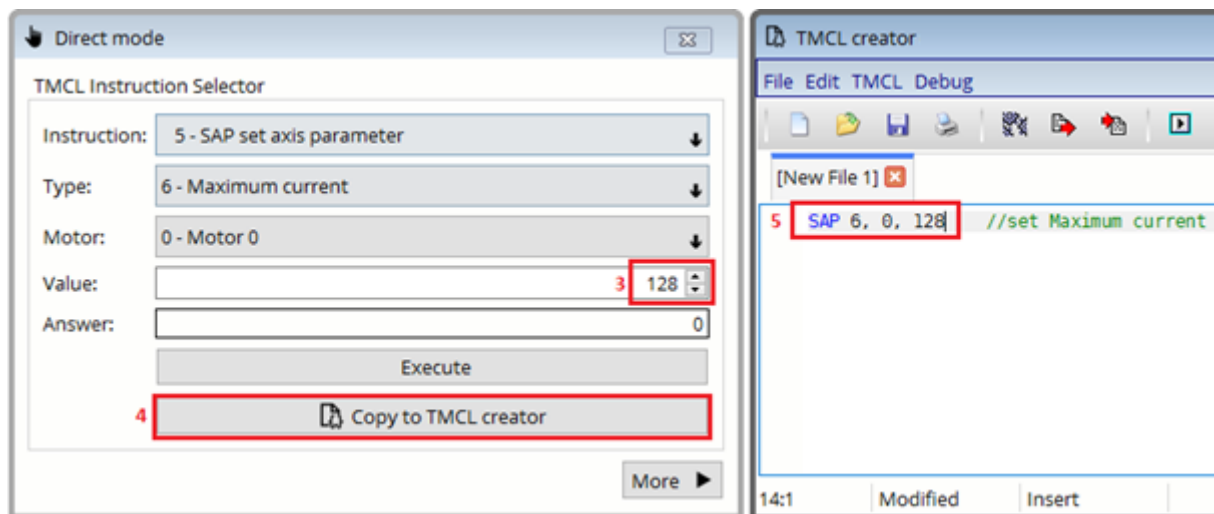 Direct mode
TMCL Instruction Selector
Instruction: 5 - SAP set axis parameter
Type: 6 - Maximum current
Motor: 0 - Motor 0
Value: 3 128
Answer: 0
Execute
4 Copy to TMCL creator
More
TMCL creator
File Edit TMCL Debug
[New File 1]
5 SAP 6, 0, 128 //set Maximum current
14:1 Modified Insert